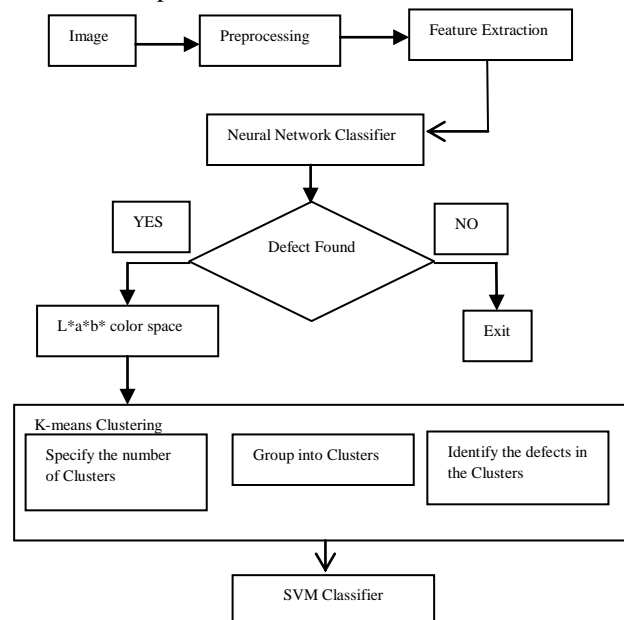 Image
Preprocessing
Feature Extraction
Neural Network Classifier
YES
Defect Found
NO
L*a*b* color space
Exit
K-means Clustering
Specify the number
of Clusters
Group into Clusters
Identify the defects in
the Clusters
SVM Classifier